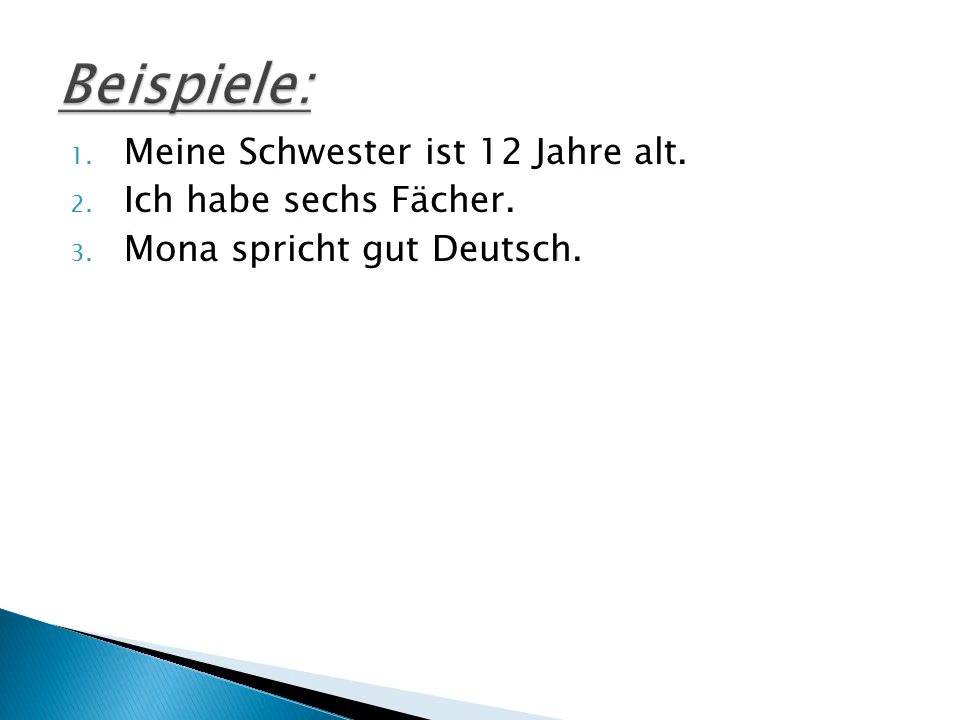 Beispiele:
1. Meine Schwester ist 12 Jahre alt.
2. Ich habe sechs Fächer.
3. Mona spricht gut Deutsch.